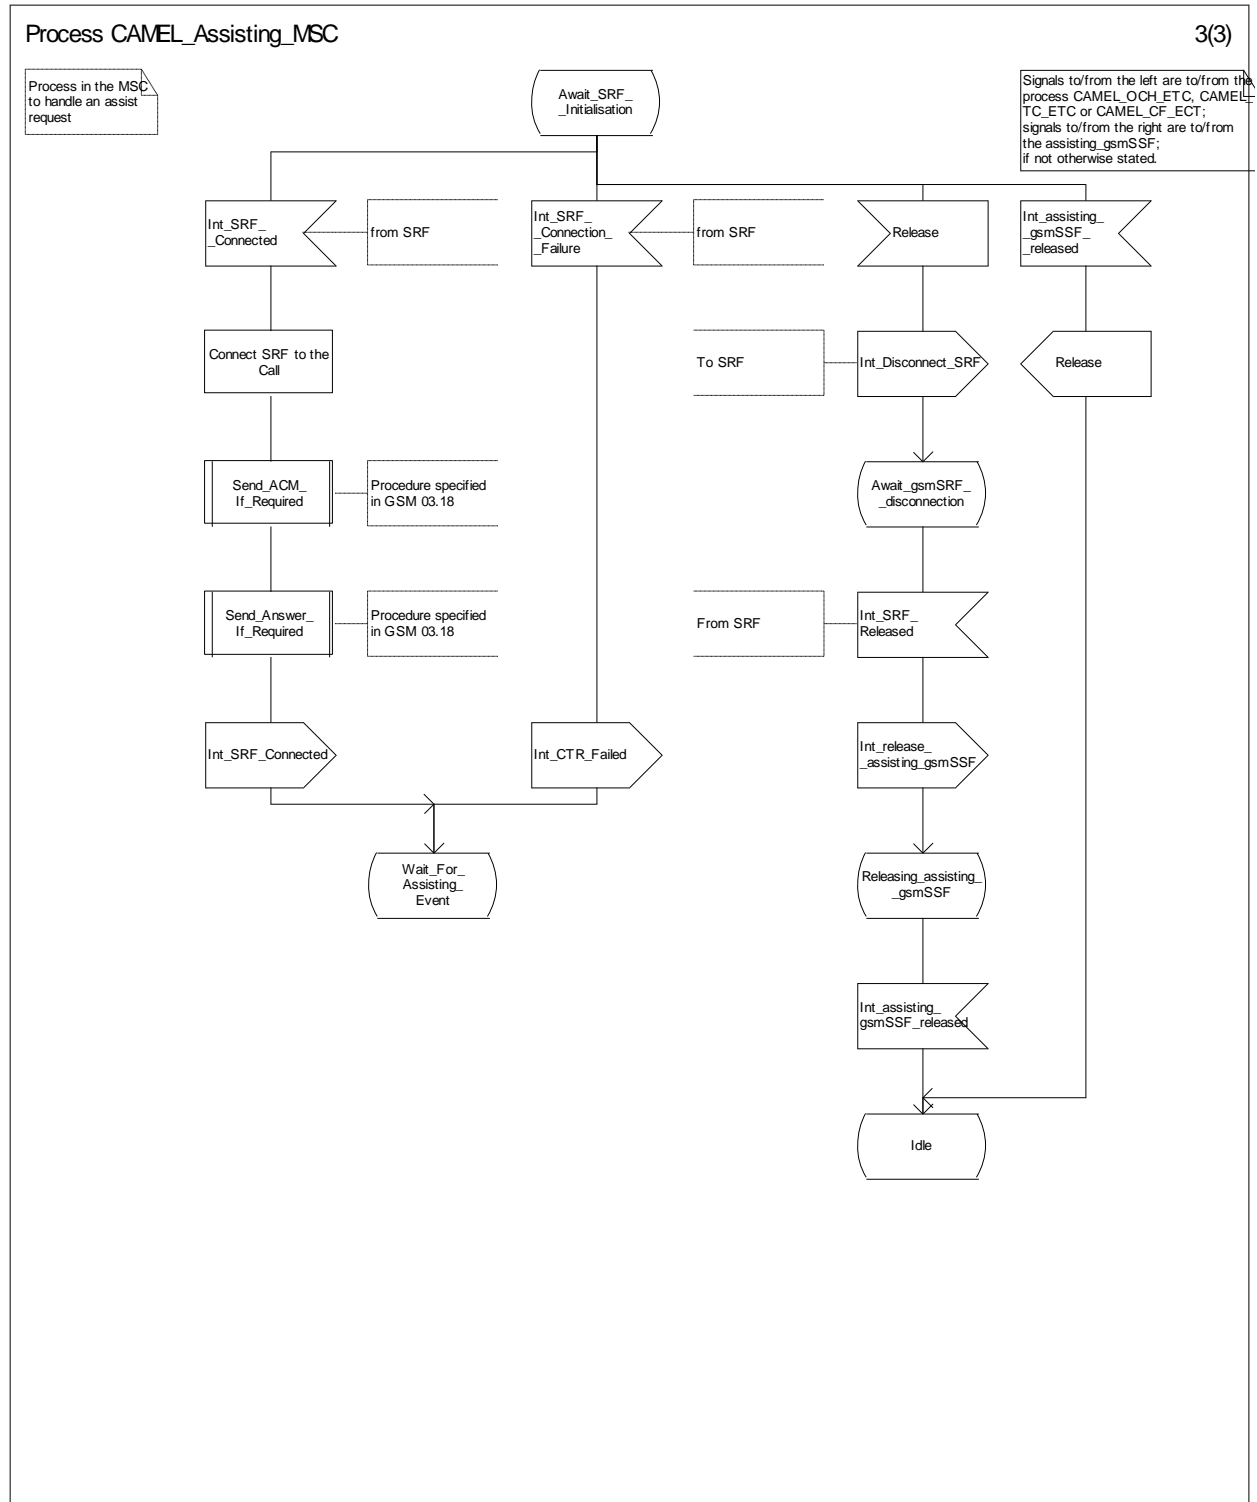 Process CAMEL_Assisting_MSC
3(3)
Process in the MSC
to handle an assist
request
Signals to/from the left are to/from the
process CAMEL_OCH_ETC, CAMEL_
TC_ETC or CAMEL_CF_ECT;
signals to/from the right are to/from
the assisting_gsmSSF;
if not otherwise stated.
Await_SRF_
_Initialisation
Int_SRF_
_Connected
from SRF
Int_SRF_
_Connection_
_Failure
from SRF
Release
Int_assisting_
_gsmSSF_
_released
Connect SRF to the
Call
To SRF
Int_Disconnect_SRF
Release
Send_ACM_
If_Required
Procedure specified
in GSM 03.18
Await_gsmSRF_
_disconnection
Send_Answer_
If_Required
Procedure specified
in GSM 03.18
From SRF
Int_SRF_
Released
Int_SRF_Connected
Int_CTR_Failed
Int_release_
_assisting_gsmSSF
Wait_For_
Assisting_
Event
Releasing_assisting_
_gsmSSF
Int_assisting_
gsmSSF_released
Idle